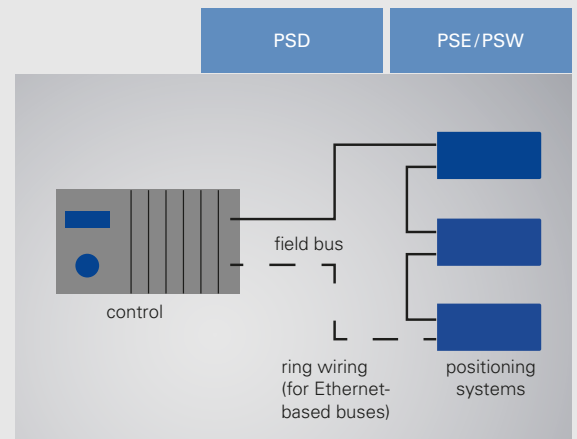 PSD
PSE/PSW
field bus
control
ring wiring
(for Ethernet-
based buses)
positioning
systems